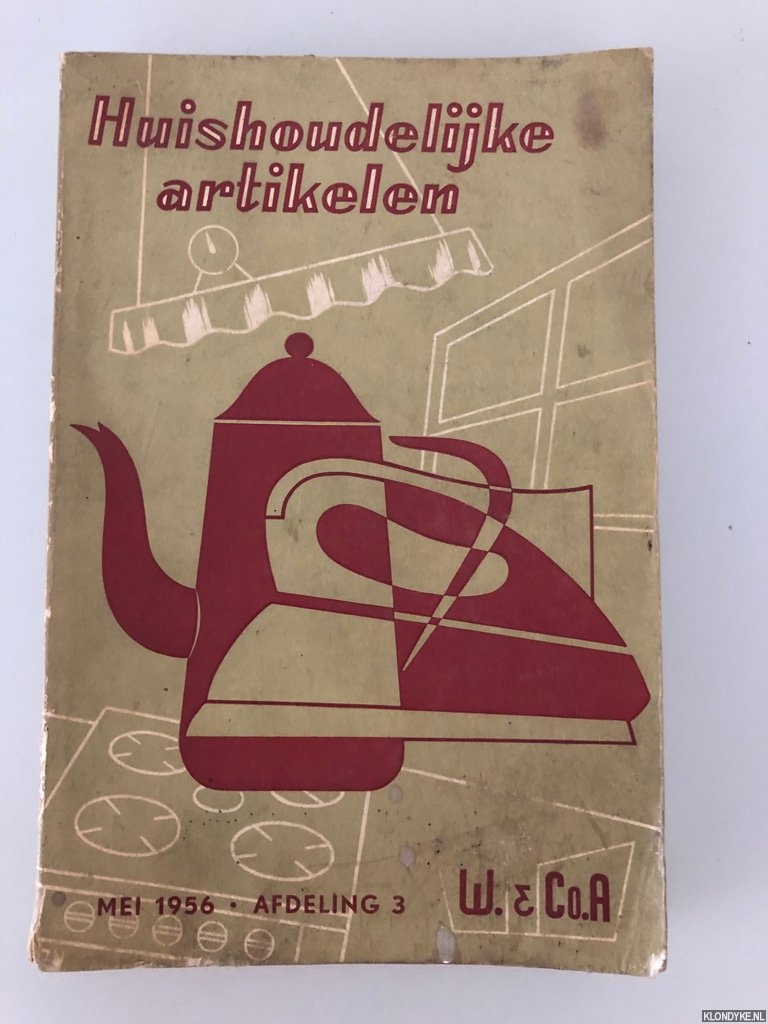 Huishoudelijke
artikelen
MEI 1956 · AFDELING 3
W. & Co.A
KLONDYKE.NL